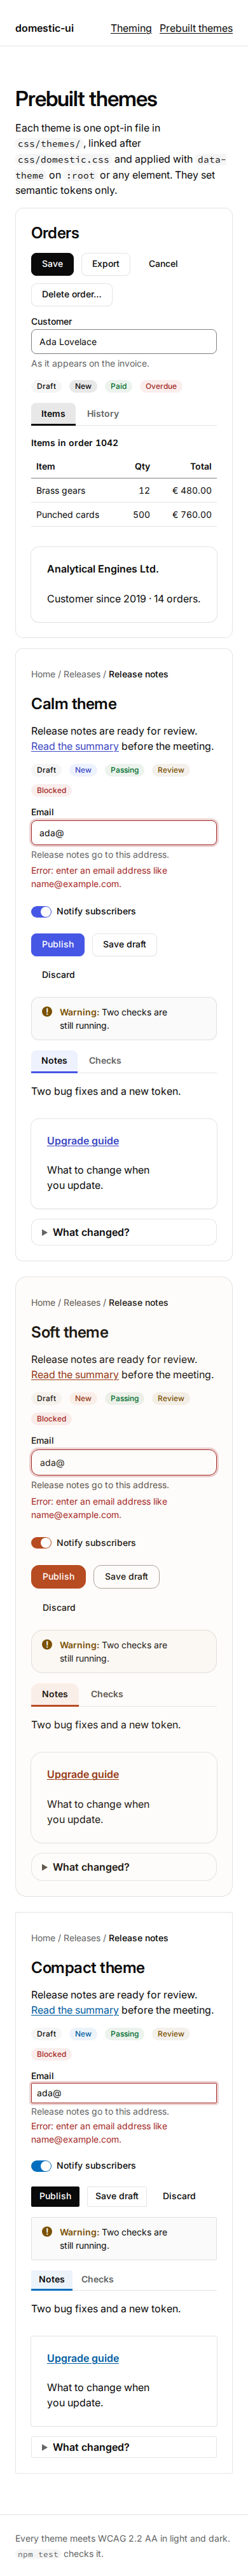 domestic-ui Theming Prebuilt themes
Prebuilt themes
Each theme is one opt-in file in
css/themes/, linked after
css/domestic.css and applied with data-
theme on :root or any element. They set
semantic tokens only.
Orders
Save Export Cancel
Delete order...
Customer
Ada Lovelace
As it appears on the invoice.
Draft New Paid Overdue
Items History
Items in order 1042
Item Qty Total
Brass gears 12 € 480.00
Punched cards 500 € 760.00
Analytical Engines Ltd.
Customer since 2019 · 14 orders.
Home / Releases / Release notes
Calm theme
Release notes are ready for review.
Read the summary before the meeting.
Draft New Passing Review
Blocked
Email
ada@
Release notes go to this address.
Error: enter an email address like
name@example.com.
Notify subscribers
Publish Save draft
Discard
Warning: Two checks are
still running.
Notes Checks
Two bug fixes and a new token.
Upgrade guide
What to change when
you update.
What changed?
Home / Releases / Release notes
Soft theme
Release notes are ready for review.
Read the summary before the meeting.
Draft New Passing Review
Blocked
Email
ada@
Release notes go to this address.
Error: enter an email address like
name@example.com.
Notify subscribers
Publish Save draft
Discard
Warning: Two checks are
still running.
Notes Checks
Two bug fixes and a new token.
Upgrade guide
What to change when
you update.
What changed?
Home / Releases / Release notes
Compact theme
Release notes are ready for review.
Read the summary before the meeting.
Draft New Passing Review
Blocked
Email
ada@
Release notes go to this address.
Error: enter an email address like
name@example.com.
Notify subscribers
Publish Save draft Discard
Warning: Two checks are
still running.
Notes Checks
Two bug fixes and a new token.
Upgrade guide
What to change when
you update.
What changed?
Every theme meets WCAG 2.2 AA in light and dark.
npm test checks it.